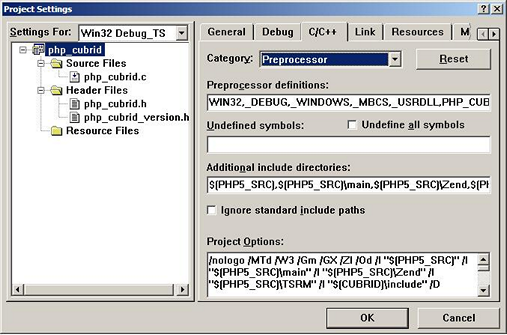 Project Settings
Settings For: Win32 Debug_TS
php_cubrid
Source Files
php_cubrid.c
Header Files
php_cubrid.h
php_cubrid_version.h
Resource Files
General Debug C/C++ Link Resources M
Category: Preprocessor Reset
Preprocessor definitions:
WIN32,_DEBUG,_WINDOWS,_MBCS,_USRDLL,PHP_CUB
Undefined symbols: Undefine all symbols
Additional include directories:
$(PHP5_SRC),$(PHP5_SRC)\main,$(PHP5_SRC)\Zend,$(P
Ignore standard include paths
Project Options:
/nologo /MTd /W3 /Gm /GX /ZI /Od /I "$(PHP5_SRC)" /I
"$(PHP5_SRC)\main" /I "$(PHP5_SRC)\Zend" /I
"$(PHP5_SRC)\TSRM" /I "$(CUBRID)\include" /D
OK Cancel